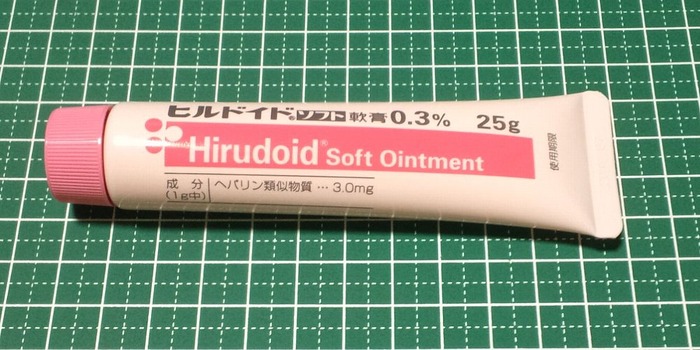 ヒルドイドソフト軟膏0.3% 25g
Hirudoid® Soft Ointment
成分 ヘパリン類似物質…3.0mg
(1g中)
使用期限